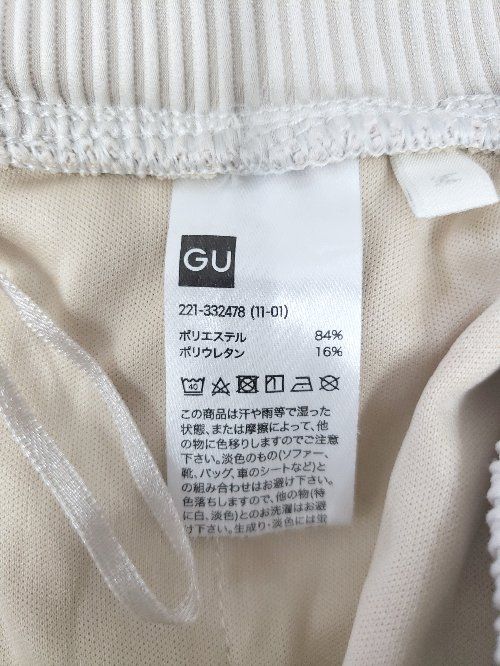 GU
221-332478 (11-01)
ポリエステル 84%
ポリウレタン 16%
40
この商品は汗や雨等で湿った
状態、または摩擦によって、他
の物に色移りしますのでご注意
下さい。淡色のもの(ソファー、
靴、バッグ、車のシートなど)と
の組み合わせはお避け下さい。
色落ちしますので、他の物(特
に白、淡色)とのお洗濯はお避
け下さい。生成り・淡色には蛍